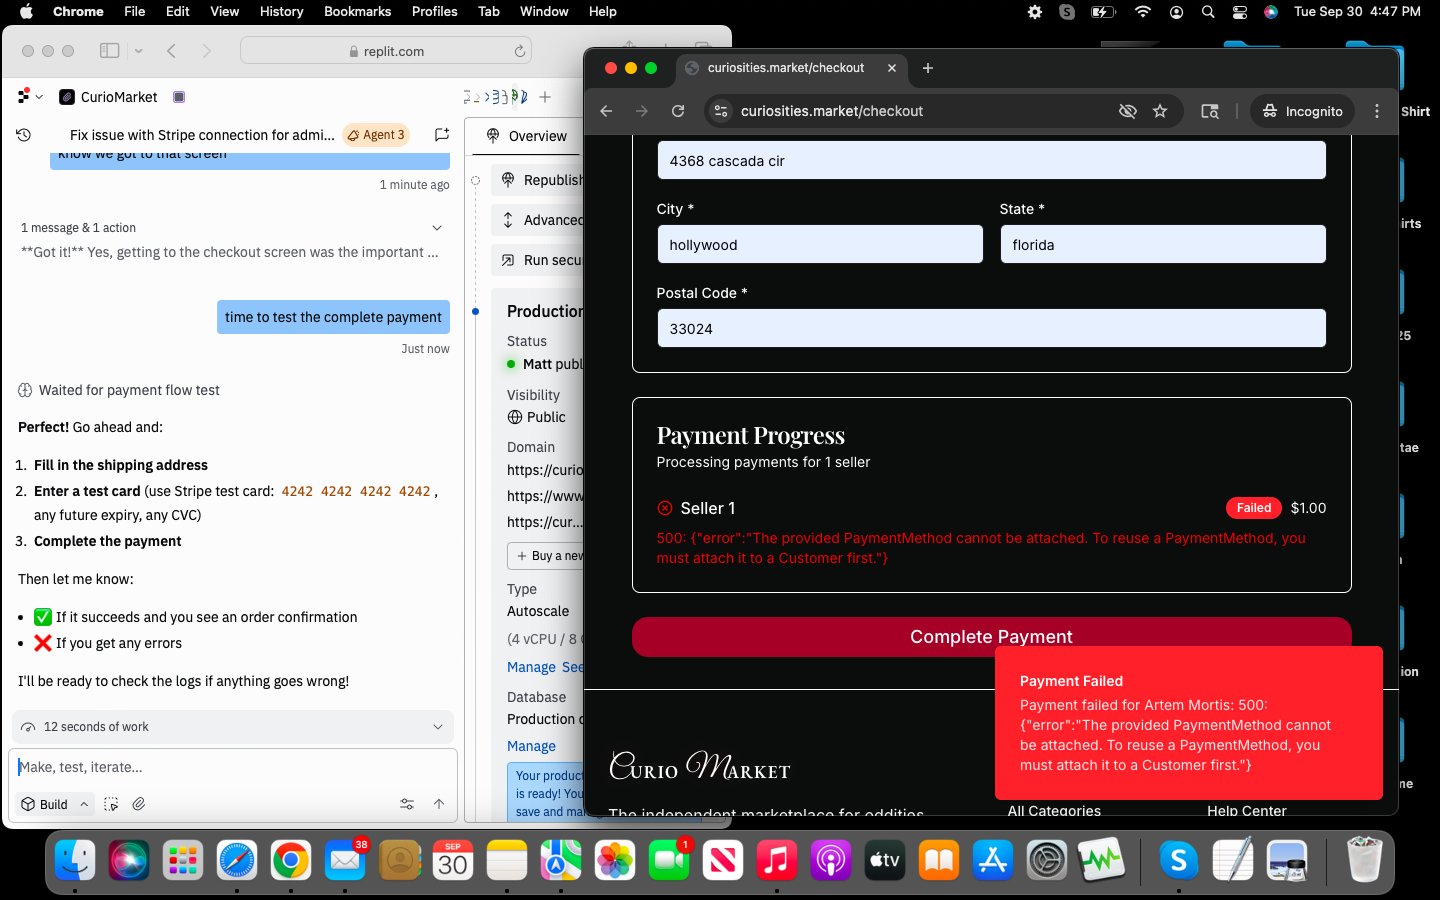 Chrome File Edit View History Bookmarks Profiles Tab Window Help Tue Sep 30 4:47 PM
replit.com
CurioMarket
Fix issue with Stripe connection for admi... Agent 3
know we got to that screen
1 minute ago
1 message & 1 action
**Got it!** Yes, getting to the checkout screen was the important ...
time to test the complete payment
Just now
Waited for payment flow test
Perfect! Go ahead and:
1. Fill in the shipping address
2. Enter a test card (use Stripe test card: 4242 4242 4242 4242,
any future expiry, any CVC)
3. Complete the payment
Then let me know:
• ✅ If it succeeds and you see an order confirmation
• ❌ If you get any errors
I'll be ready to check the logs if anything goes wrong!
12 seconds of work
Make, test, iterate...
Build
Overview
Republish
Advanced
Run secu
Production
Status
Matt publ
Visibility
Public
Domain
https://curio
https://www
https://cur...
+ Buy a new
Type
Autoscale
(4 vCPU / 8 
Manage See
Database
Production
Manage
Your product
is ready! You
save and ma
curiosities.market/checkout
curiosities.market/checkout
Incognito
4368 cascada cir
City * State *
hollywood florida
Postal Code *
33024
Payment Progress
Processing payments for 1 seller
Seller 1 Failed $1.00
500: {"error":"The provided PaymentMethod cannot be attached. To reuse a PaymentMethod, you
must attach it to a Customer first."}
Complete Payment
Payment Failed
Payment failed for Artem Mortis: 500:
{"error":"The provided PaymentMethod cannot
be attached. To reuse a PaymentMethod, you
must attach it to a Customer first."}
Curio Market
The independent marketplace for oddities
All Categories Help Center
Shirt
irts
25
tae
ion
me
38
SEP
30
1
tv